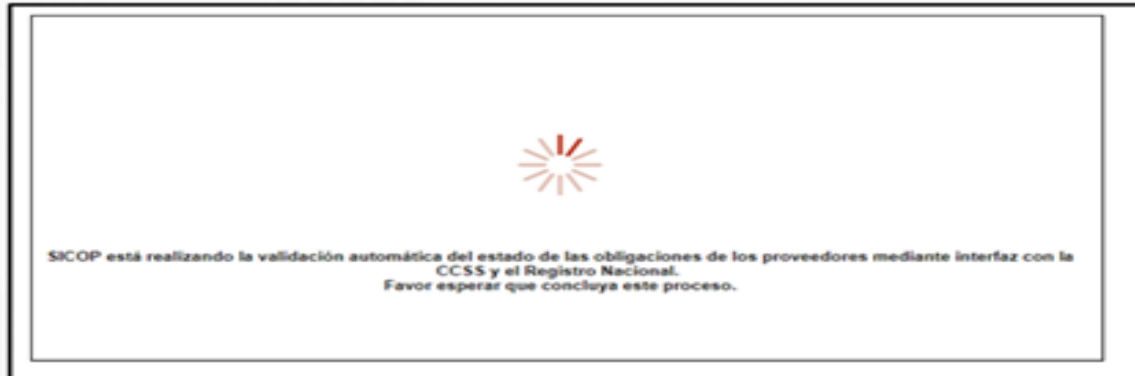 SICOP está realizando la validación automática del estado de las obligaciones de los proveedores mediante interfaz con la
CCSS y el Registro Nacional.
Favor esperar que concluya este proceso.